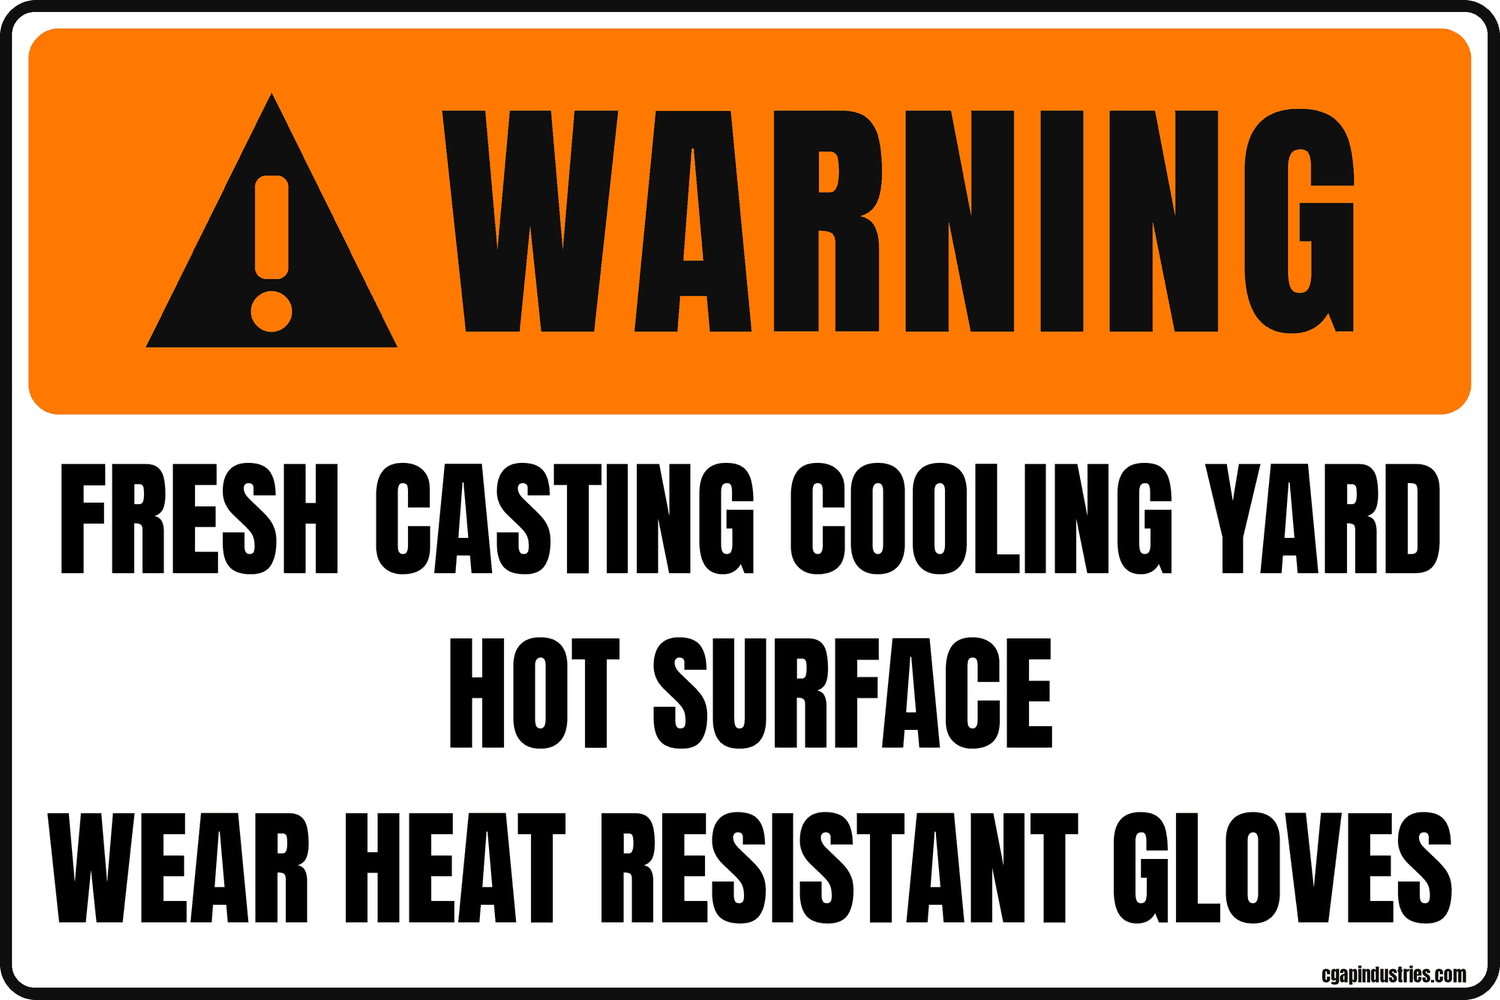 WARNING
FRESH CASTING COOLING YARD
HOT SURFACE
WEAR HEAT RESISTANT GLOVES
cgapindustries.com